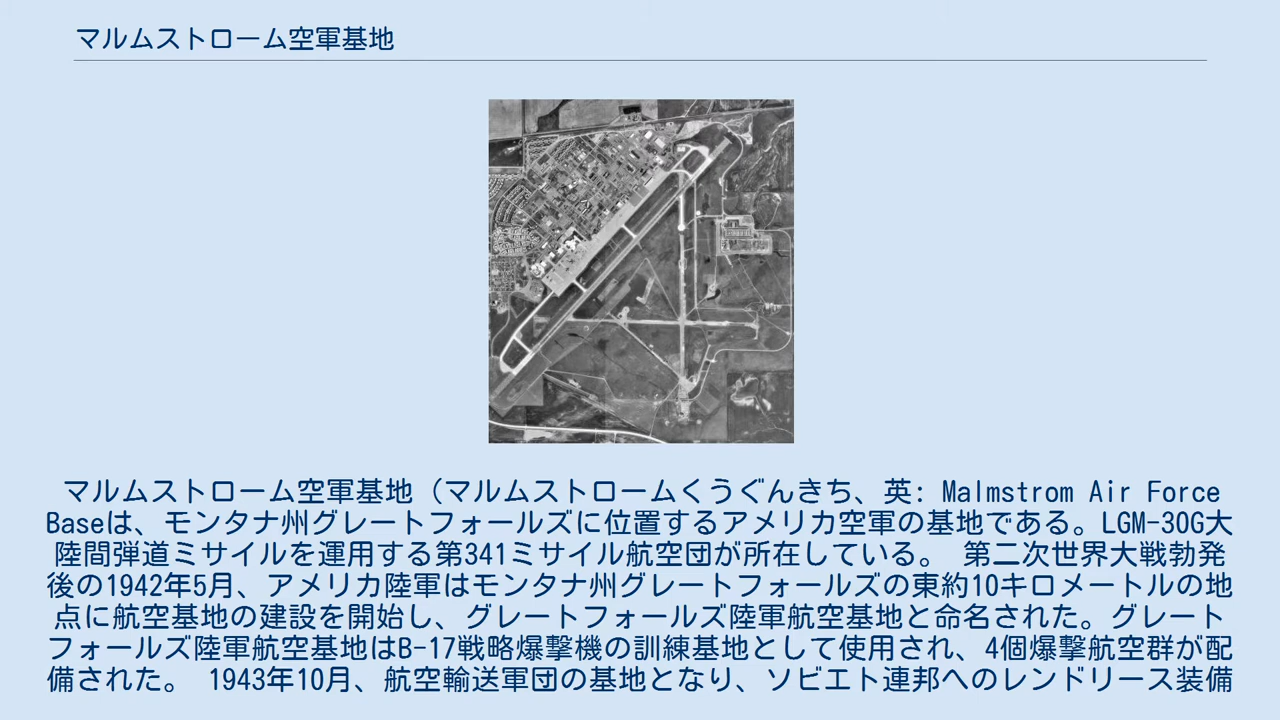 マルムストローム空軍基地
マルムストローム空軍基地（マルムストロームくうぐんきち、英: Malmstrom Air Force
Baseは、モンタナ州グレートフォールズに位置するアメリカ空軍の基地である。LGM-30G大
陸間弾道ミサイルを運用する第341ミサイル航空団が所在している。 第二次世界大戦勃発
後の1942年5月、アメリカ陸軍はモンタナ州グレートフォールズの東約10キロメートルの地
点に航空基地の建設を開始し、グレートフォールズ陸軍航空基地と命名された。グレート
フォールズ陸軍航空基地はB-17戦略爆撃機の訓練基地として使用され、4個爆撃航空群が配
備された。 1943年10月、航空輸送軍団の基地となり、ソビエト連邦へのレンドリース装備